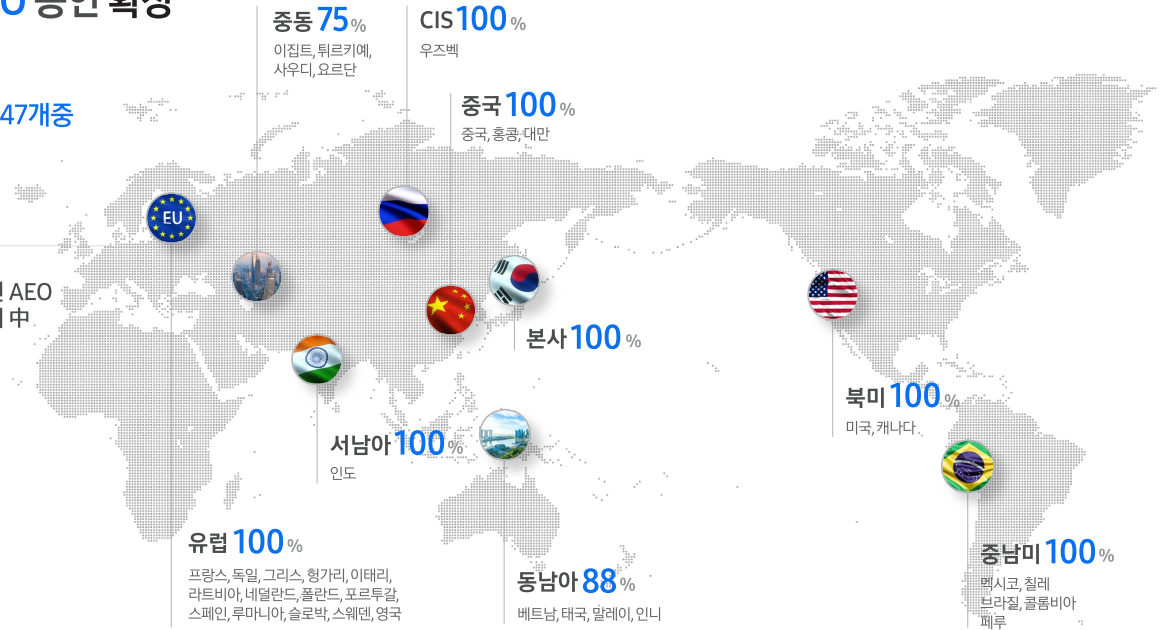 O 공인 확정
중동 75%
이집트, 튀르키예,
사우디, 요르단
CIS 100%
우즈벡
47개중
중국 100%
중국, 홍콩, 대만
EU
AEO
中
본사 100%
북미 100%
미국, 캐나다
서남아 100%
인도
유럽 100%
프랑스, 독일, 그리스, 헝가리, 이태리,
라트비아, 네덜란드, 폴란드, 포르투갈,
스페인, 루마니아, 슬로박, 스웨덴, 영국
동남아 88%
베트남, 태국, 말레이, 인니
중남미 100%
멕시코, 칠레
브라질, 콜롬비아
페루